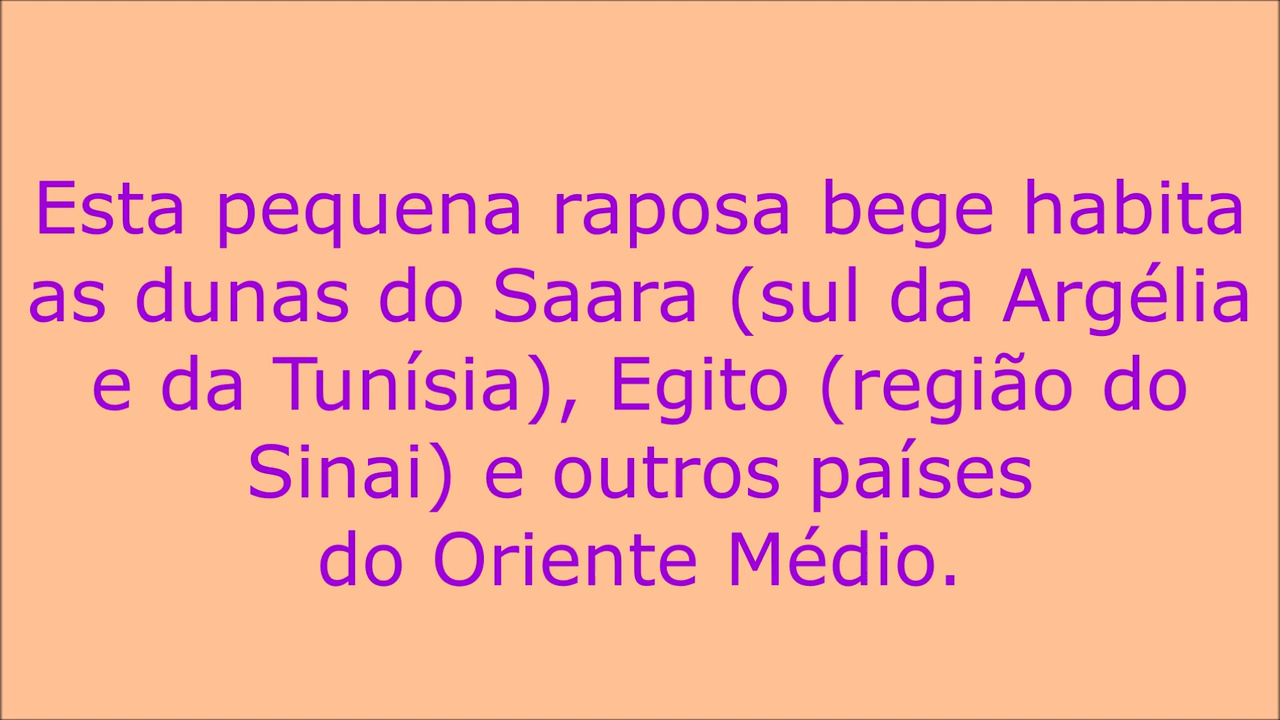 Esta pequena raposa bege habita
as dunas do Saara (sul da Argélia
e da Tunísia), Egito (região do
Sinai) e outros países
do Oriente Médio.